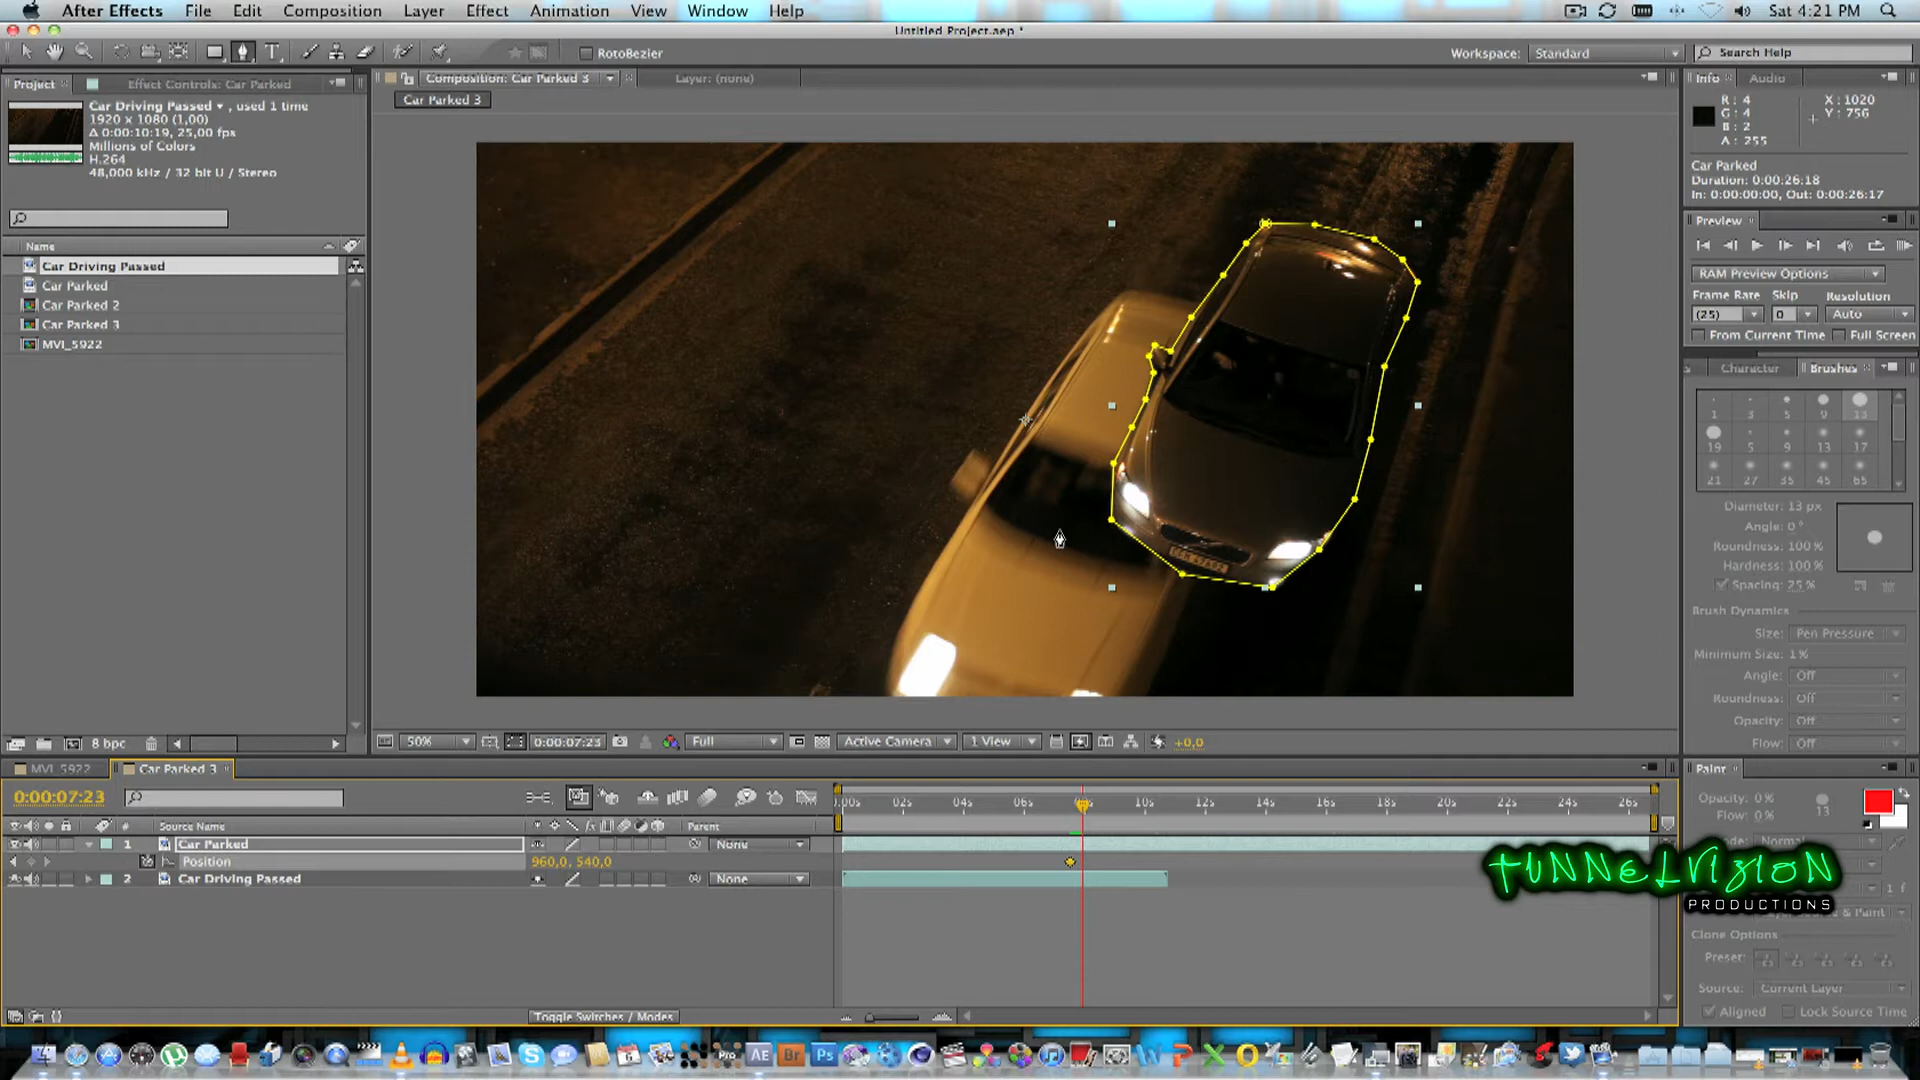 After Effects File Edit Composition Layer Effect Animation View Window Help Sat 4:21 PM
Untitled Project.aep *
RotoBezier Workspace: Standard Search Help
Project Effect Controls: Car Parked Composition: Car Parked 3 Layer: (none) Info Audio
Car Parked 3
Car Driving Passed , used 1 time
1920 x 1080 (1,00)
Δ 0:00:10:19, 25,00 fps
Millions of Colors
H.264
48,000 kHz / 32 bit U / Stereo
R : 4 X : 1020
G : 4 Y : 756
B : 2
A : 255
Car Parked
Duration: 0:00:26:18
In: 0:00:00:00, Out: 0:00:26:17
Preview
RAM Preview Options
Frame Rate Skip Resolution
(25) 0 Auto
From Current Time Full Screen
Name
Car Driving Passed
Car Parked
Car Parked 2
Car Parked 3
MVI_5922
Character Brushes
1 3 5 9 13
19 5 9 13 17
21 27 35 45 65
Diameter: 13 px
Angle: 0°
Roundness: 100 %
Hardness: 100 %
Spacing: 25 %
Brush Dynamics
Size: Pen Pressure
Minimum Size: 1 %
Angle: Off
Roundness: Off
Opacity: Off
Flow: Off
8 bpc 50% 0:00:07:23 Full Active Camera 1 View +0,0
MVI_5922 Car Parked 3
0:00:07:23
:00s 02s 04s 06s 10s 12s 14s 16s 18s 20s 22s 24s 26s
# Source Name Parent
1 Car Parked None
Position 960,0, 540,0
2 Car Driving Passed None
Toggle Switches / Modes
Paint
Opacity: 0 %
Flow: 0 % 13
Normal
TUNNELVIZION
PRODUCTIONS
1 f
& Paint
Clone Options
Preset:
Source: Current Layer
Aligned Lock Source Time
Pro AE Br Ps